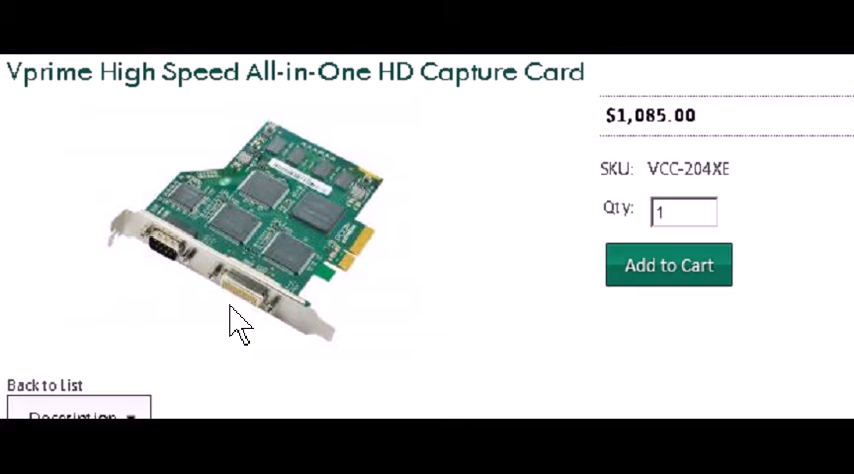 Vprime High Speed All-in-One HD Capture Card
$1,085.00
SKU: VCC-204XE
Qty: 1
Add to Cart
Back to List
Description